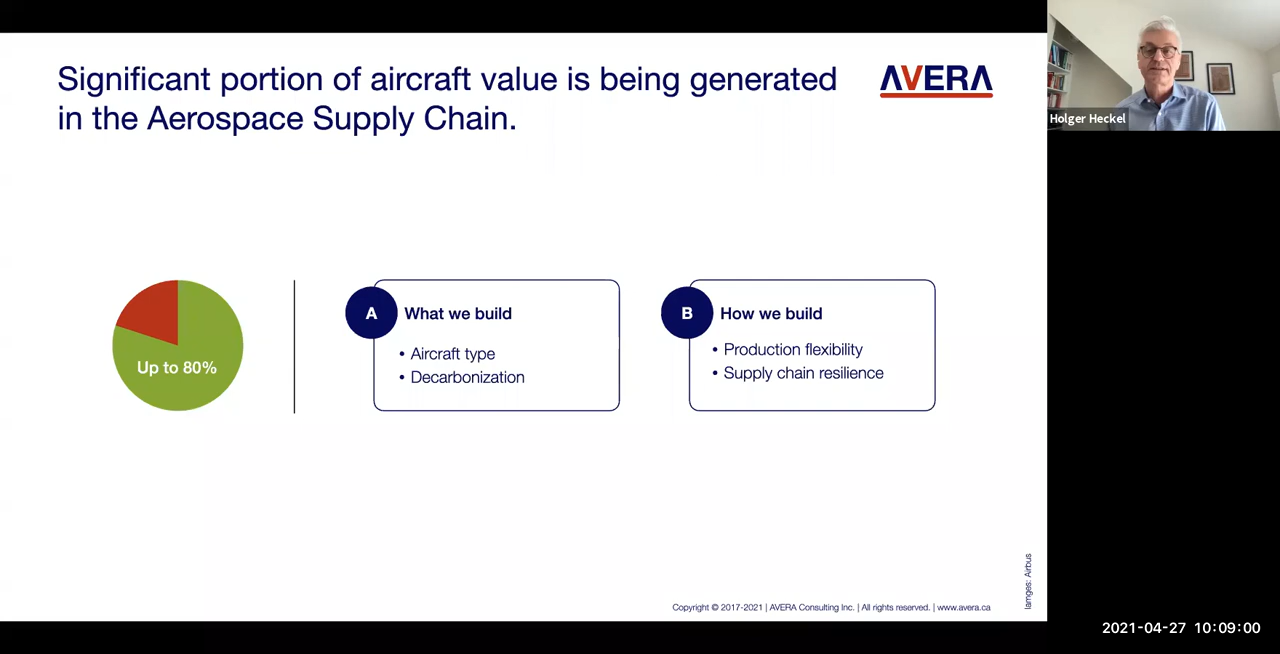 Significant portion of aircraft value is being generated
in the Aerospace Supply Chain.
AVERA
Holger Heckel
Up to 80%
A
What we build
• Aircraft type
• Decarbonization
B
How we build
• Production flexibility
• Supply chain resilience
Iamges: Airbus
Copyright © 2017-2021 | AVERA Consulting Inc. | All rights reserved. | www.avera.ca
2021-04-27 10:09:00